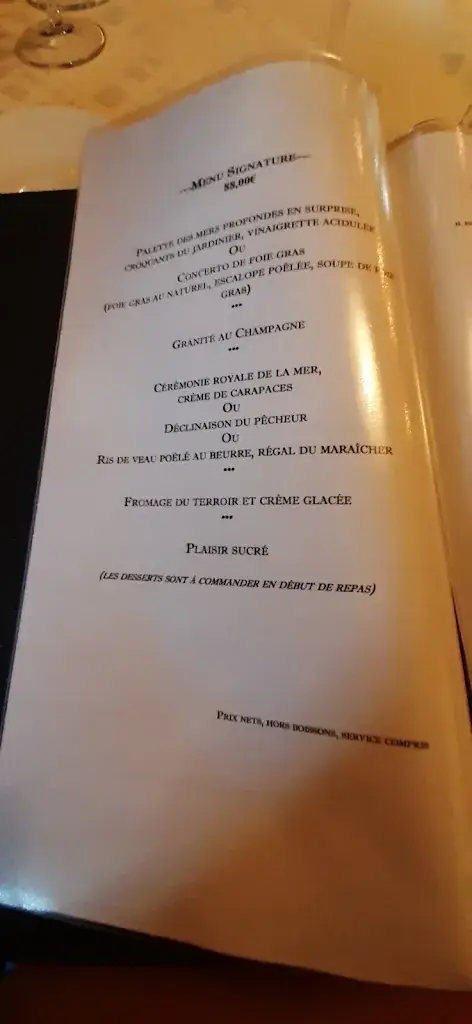 ---Menu Signature---
88,00€
Palette des mers profondes en surprise,
croquants du jardinier, vinaigrette acidulée
Ou
Concerto de foie gras
(foie gras au naturel, escalope poêlée, soupe de foie
gras)
***
Granité au Champagne
***
Cérémonie royale de la mer,
crème de carapaces
Ou
Déclinaison du pêcheur
Ou
Ris de veau poêlé au beurre, régal du maraîcher
***
Fromage du terroir et crème glacée
***
Plaisir sucré
(les desserts sont à commander en début de repas)
Prix nets, hors boissons, service compris